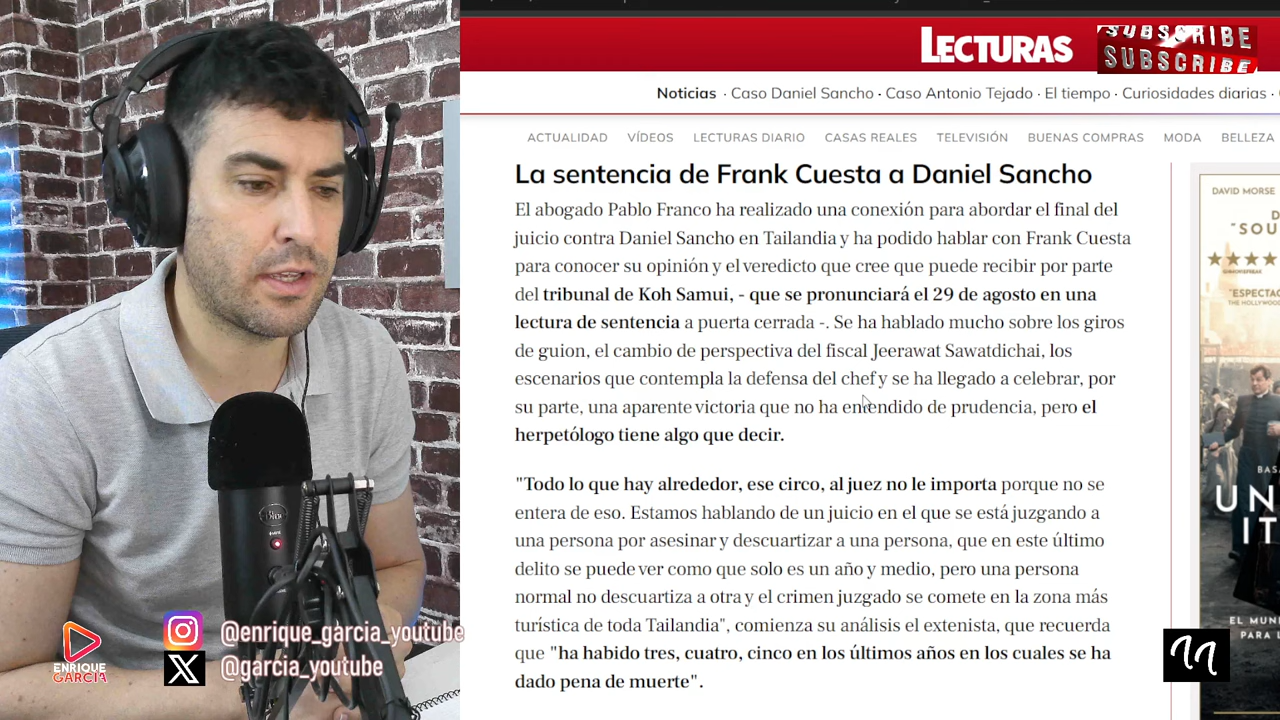 LECTURAS
SUBSCRIBE
SUBSCRIBE
Noticias · Caso Daniel Sancho · Caso Antonio Tejado · El tiempo · Curiosidades diarias ·
ACTUALIDAD VÍDEOS LECTURAS DIARIO CASAS REALES TELEVISIÓN BUENAS COMPRAS MODA BELLEZA
La sentencia de Frank Cuesta a Daniel Sancho
El abogado Pablo Franco ha realizado una conexión para abordar el final del
juicio contra Daniel Sancho en Tailandia y ha podido hablar con Frank Cuesta
para conocer su opinión y el veredicto que cree que puede recibir por parte
del tribunal de Koh Samui, - que se pronunciará el 29 de agosto en una
lectura de sentencia a puerta cerrada -. Se ha hablado mucho sobre los giros
de guion, el cambio de perspectiva del fiscal Jeerawat Sawatdichai, los
escenarios que contempla la defensa del chef y se ha llegado a celebrar, por
su parte, una aparente victoria que no ha entendido de prudencia, pero el
herpetólogo tiene algo que decir.
"Todo lo que hay alrededor, ese circo, al juez no le importa porque no se
entera de eso. Estamos hablando de un juicio en el que se está juzgando a
una persona por asesinar y descuartizar a una persona, que en este último
delito se puede ver como que solo es un año y medio, pero una persona
normal no descuartiza a otra y el crimen juzgado se comete en la zona más
turística de toda Tailandia", comienza su análisis el extenista, que recuerda
que "ha habido tres, cuatro, cinco en los últimos años en los cuales se ha
dado pena de muerte".
DAVID MORSE
"SOU
"ESPECTAC
THE HOLLYWOOD
BASA
UN
IT
EL MUN
PARA L
ENRIQUE
GARCIA
@enrique_garcia_youtube
@garcia_youtube